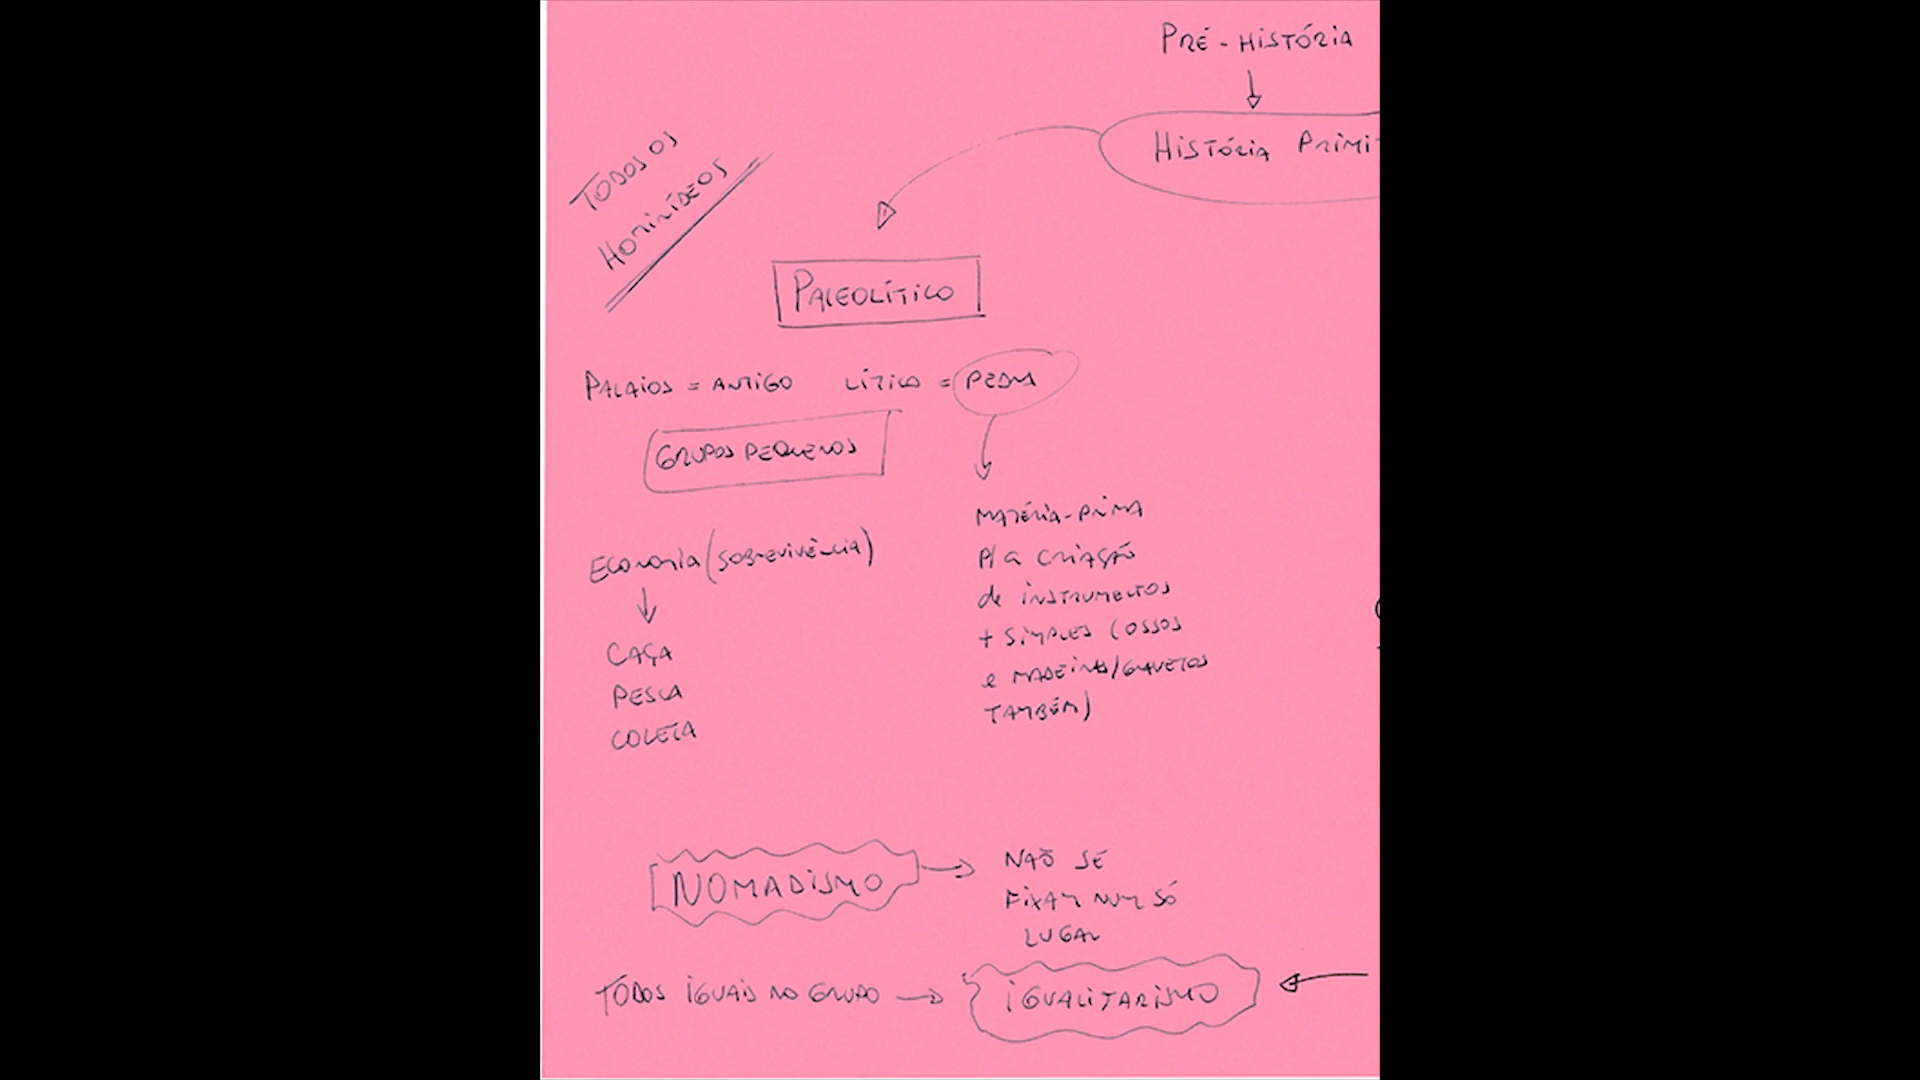 PRÉ-HISTÓRIA
HISTÓRIA PRIMI
TODOS OS
HOMINÍDEOS
PALEOLÍTICO
PALAIOS = ANTIGO LÍTICO = PEDRA
GRUPOS PEQUENOS
ECONOMIA (SOBREVIVÊNCIA)
CAÇA
PESCA
COLETA
MATÉRIA-PRIMA
P/ a CRIAÇÃO
de INSTRUMENTOS
+ SIMPLES (OSSOS
e MADEIRAS/GRAVETOS
TAMBÉM)
NOMADISMO
NÃO SE
FIXAM NUM SÓ
LUGAR
TODOS IGUAIS NO GRUPO
IGUALITARISMO